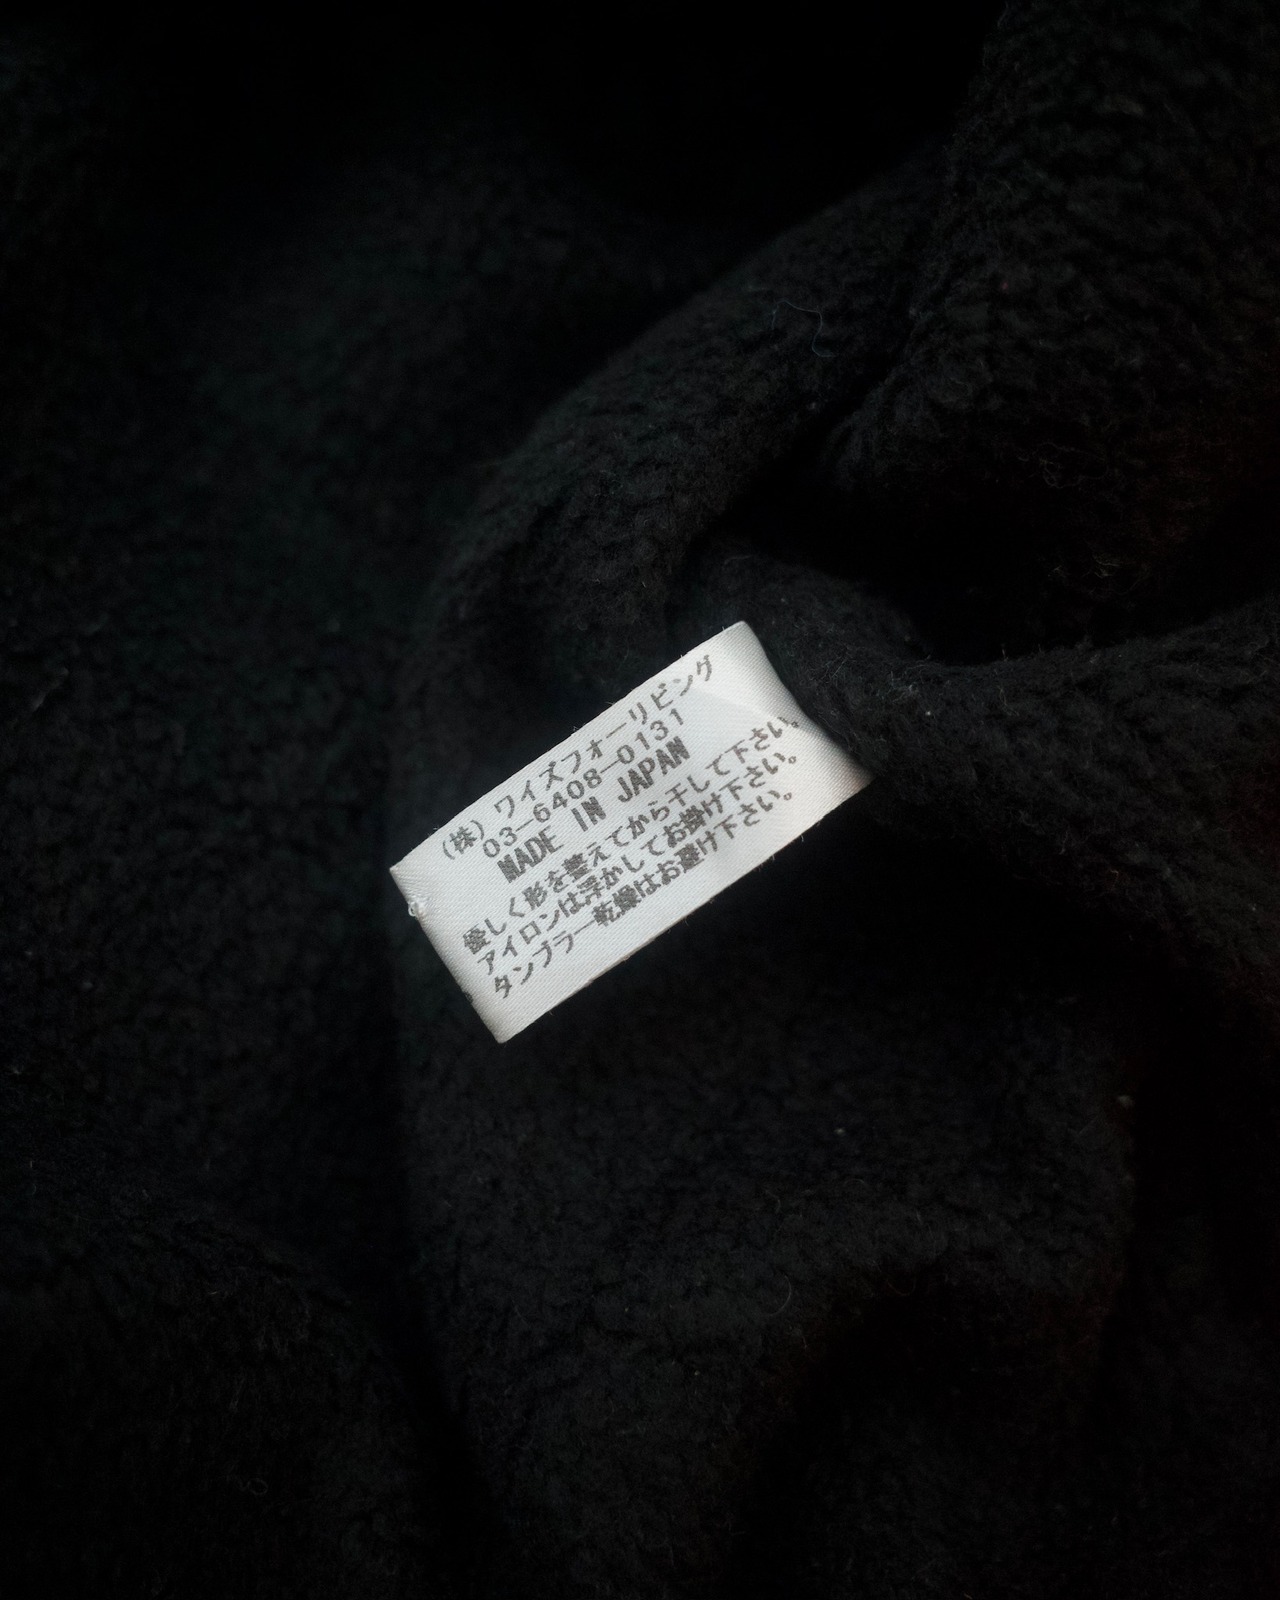 (株)ワイズフォーリビング
03-6408-0131
MADE IN JAPAN
優しく形を整えてから干して下さい。
アイロンは浮かしてお掛け下さい。
タンブラー乾燥はお避け下さい。